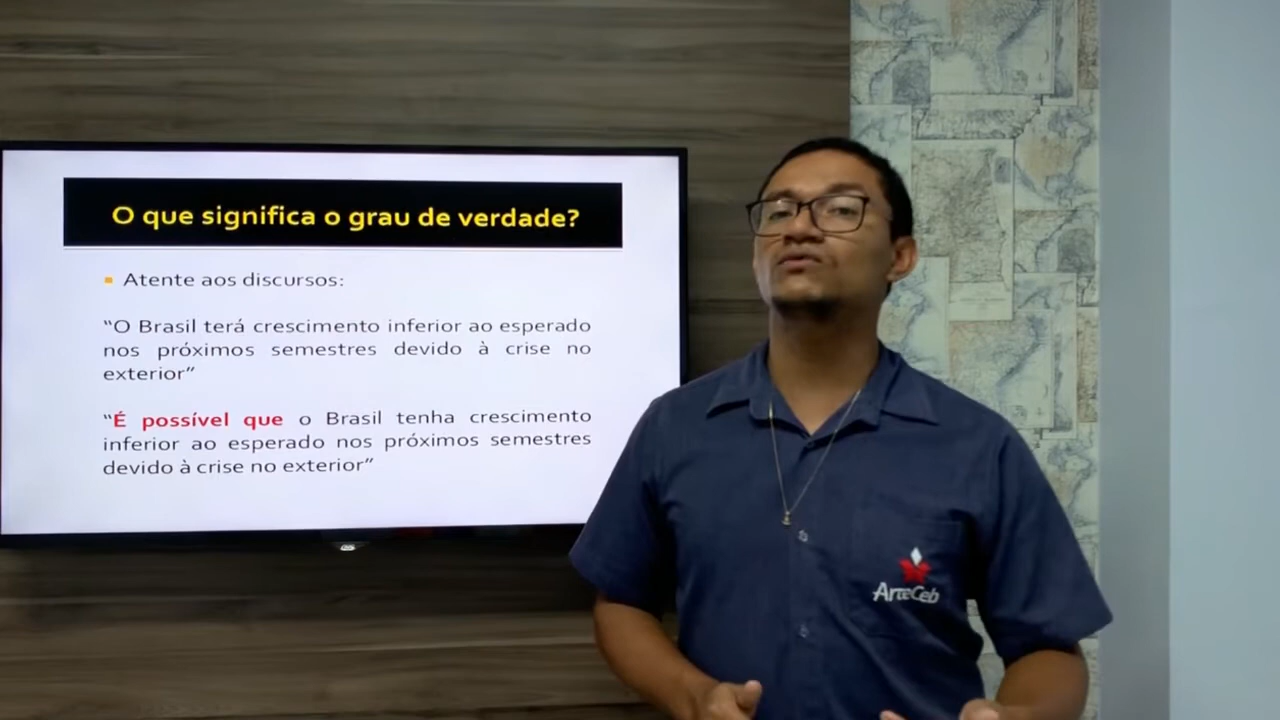 O que significa o grau de verdade?
Atente aos discursos:
“O Brasil terá crescimento inferior ao esperado
nos próximos semestres devido à crise no
exterior”
“É possível que o Brasil tenha crescimento
inferior ao esperado nos próximos semestres
devido à crise no exterior”
ArteCeb